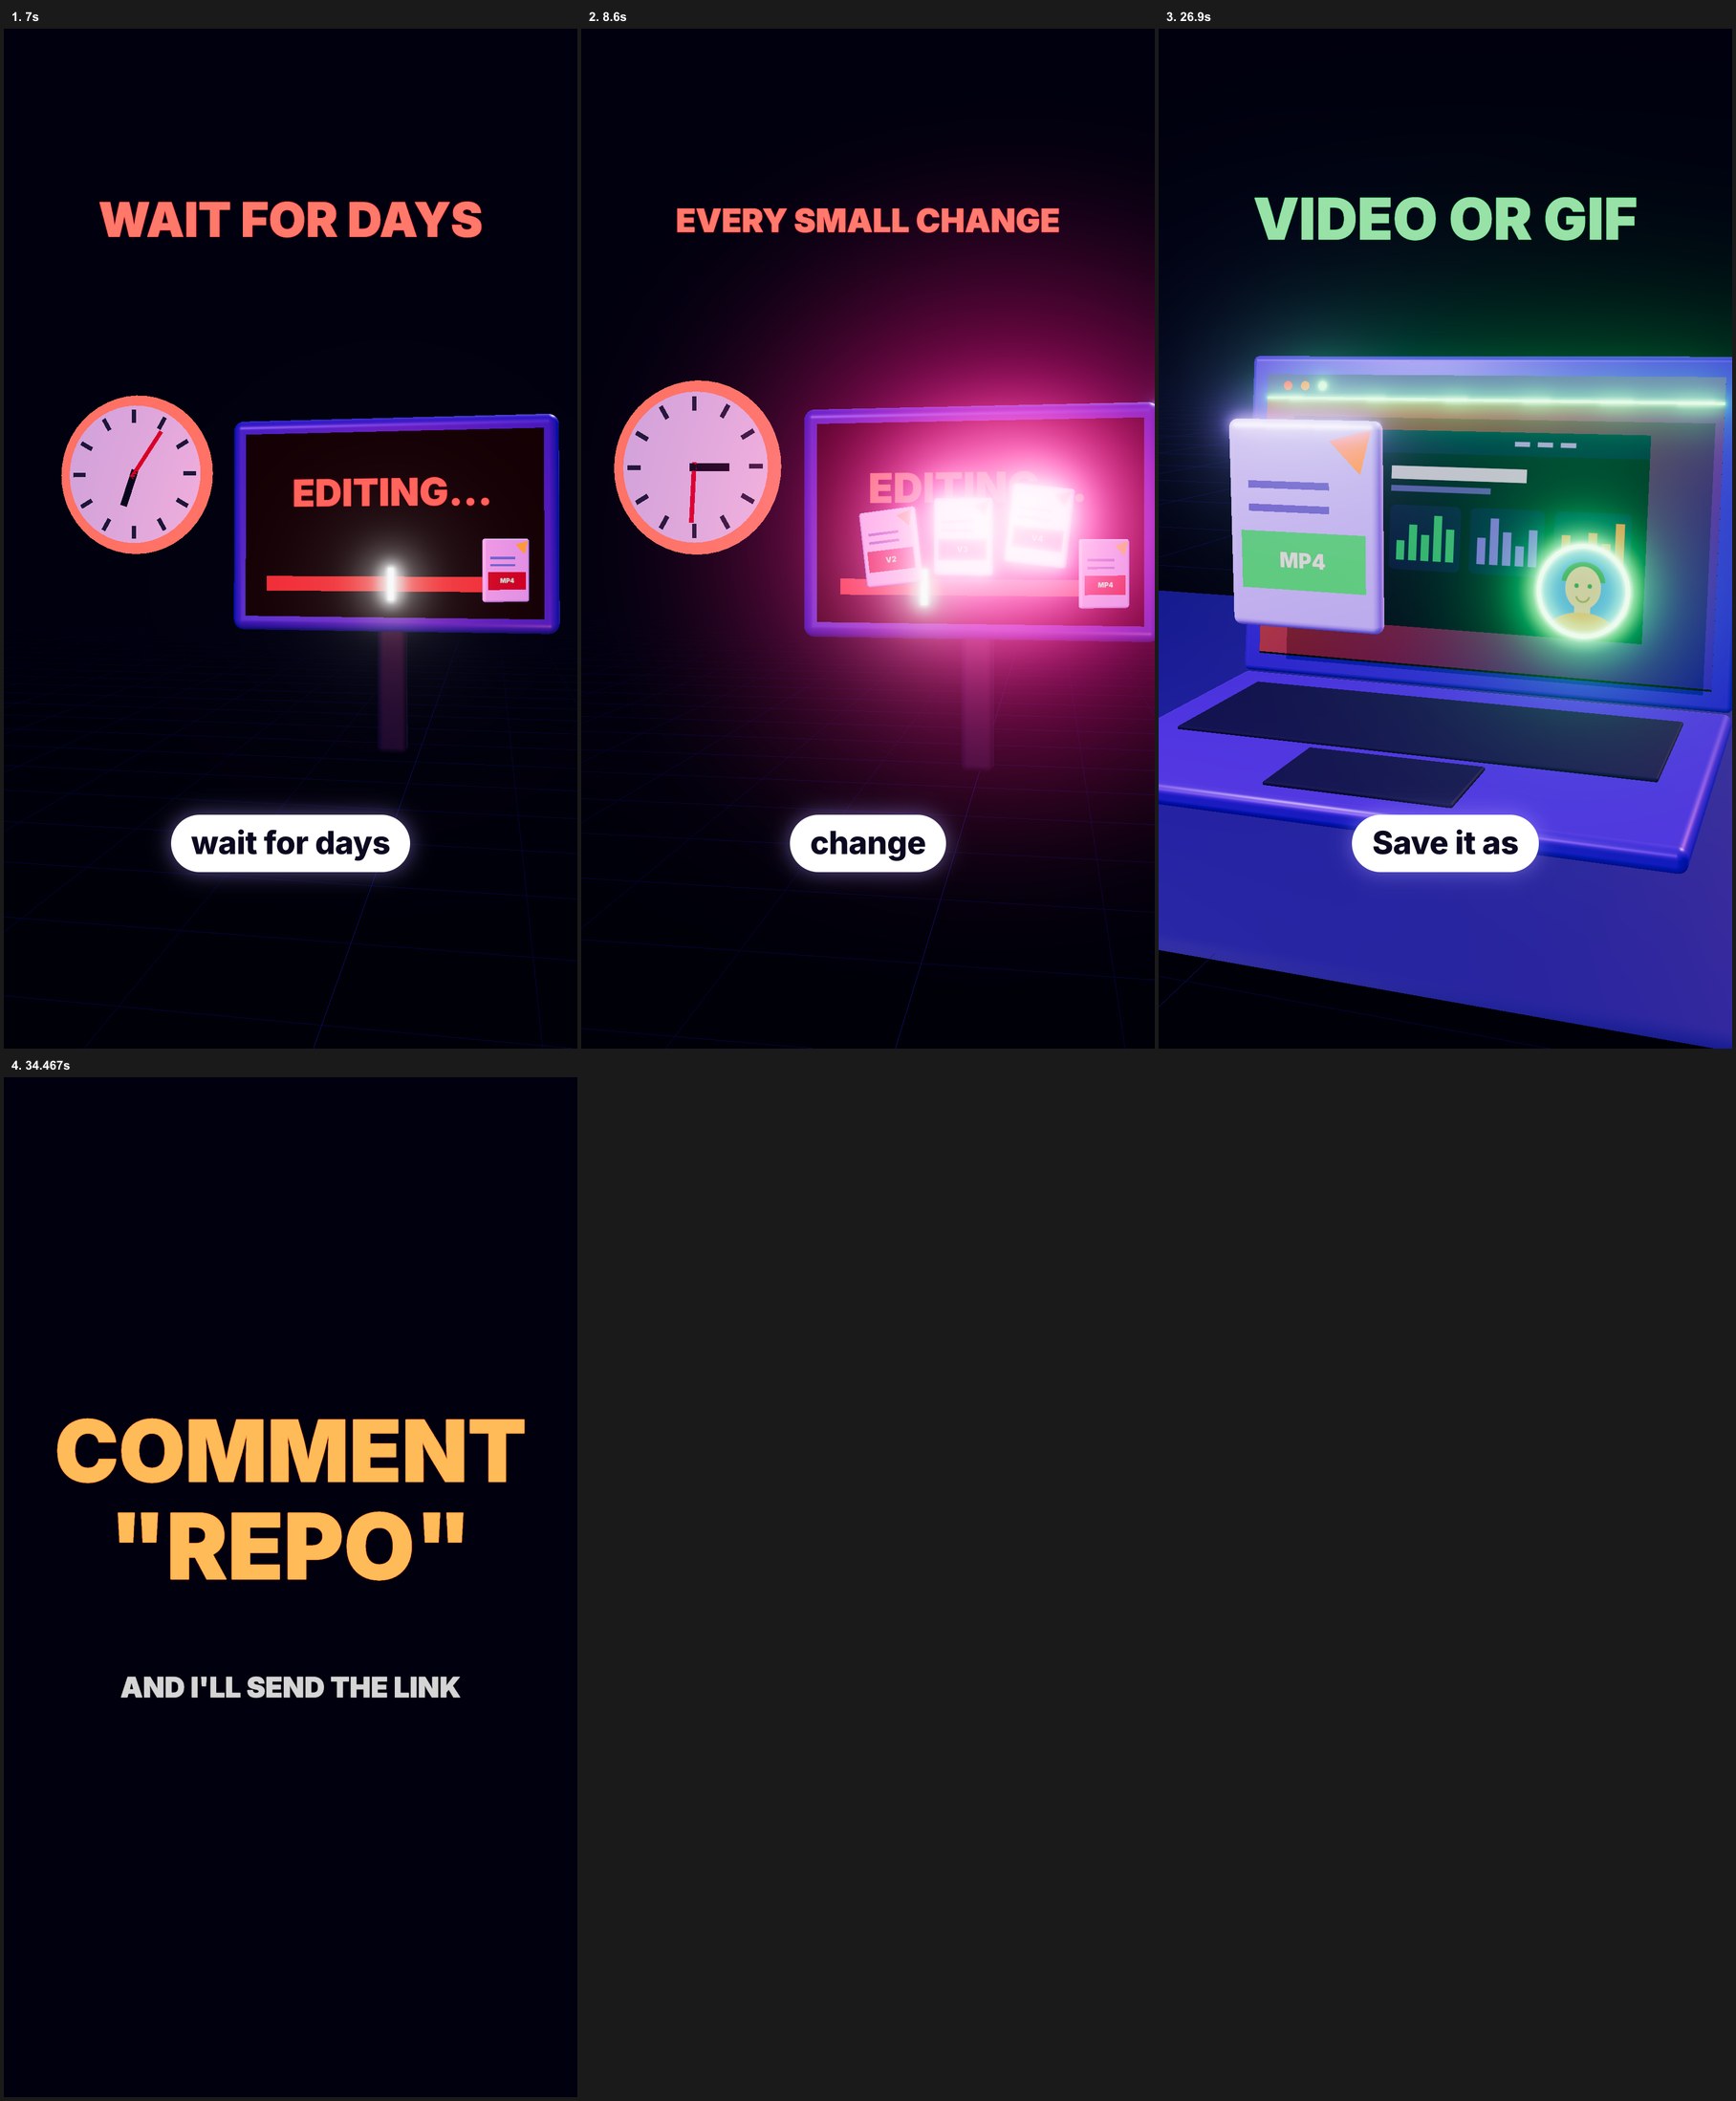 1. 7s
WAIT FOR DAYS
EDITING...
MP4
wait for days
2. 8.6s
EVERY SMALL CHANGE
V2
MP4
change
3. 26.9s
VIDEO OR GIF
MP4
Save it as
4. 34.467s
COMMENT
"REPO"
AND I'LL SEND THE LINK